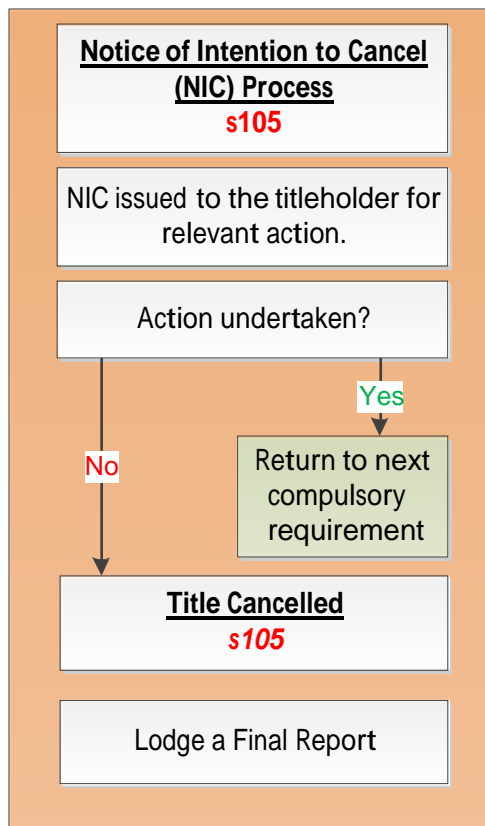 Notice of Intention to Cancel
(NIC) Process
s105
NIC issued to the titleholder for
relevant action.
Action undertaken?
Yes
No
Return to next
compulsory
requirement
Title Cancelled
s105
Lodge a Final Report